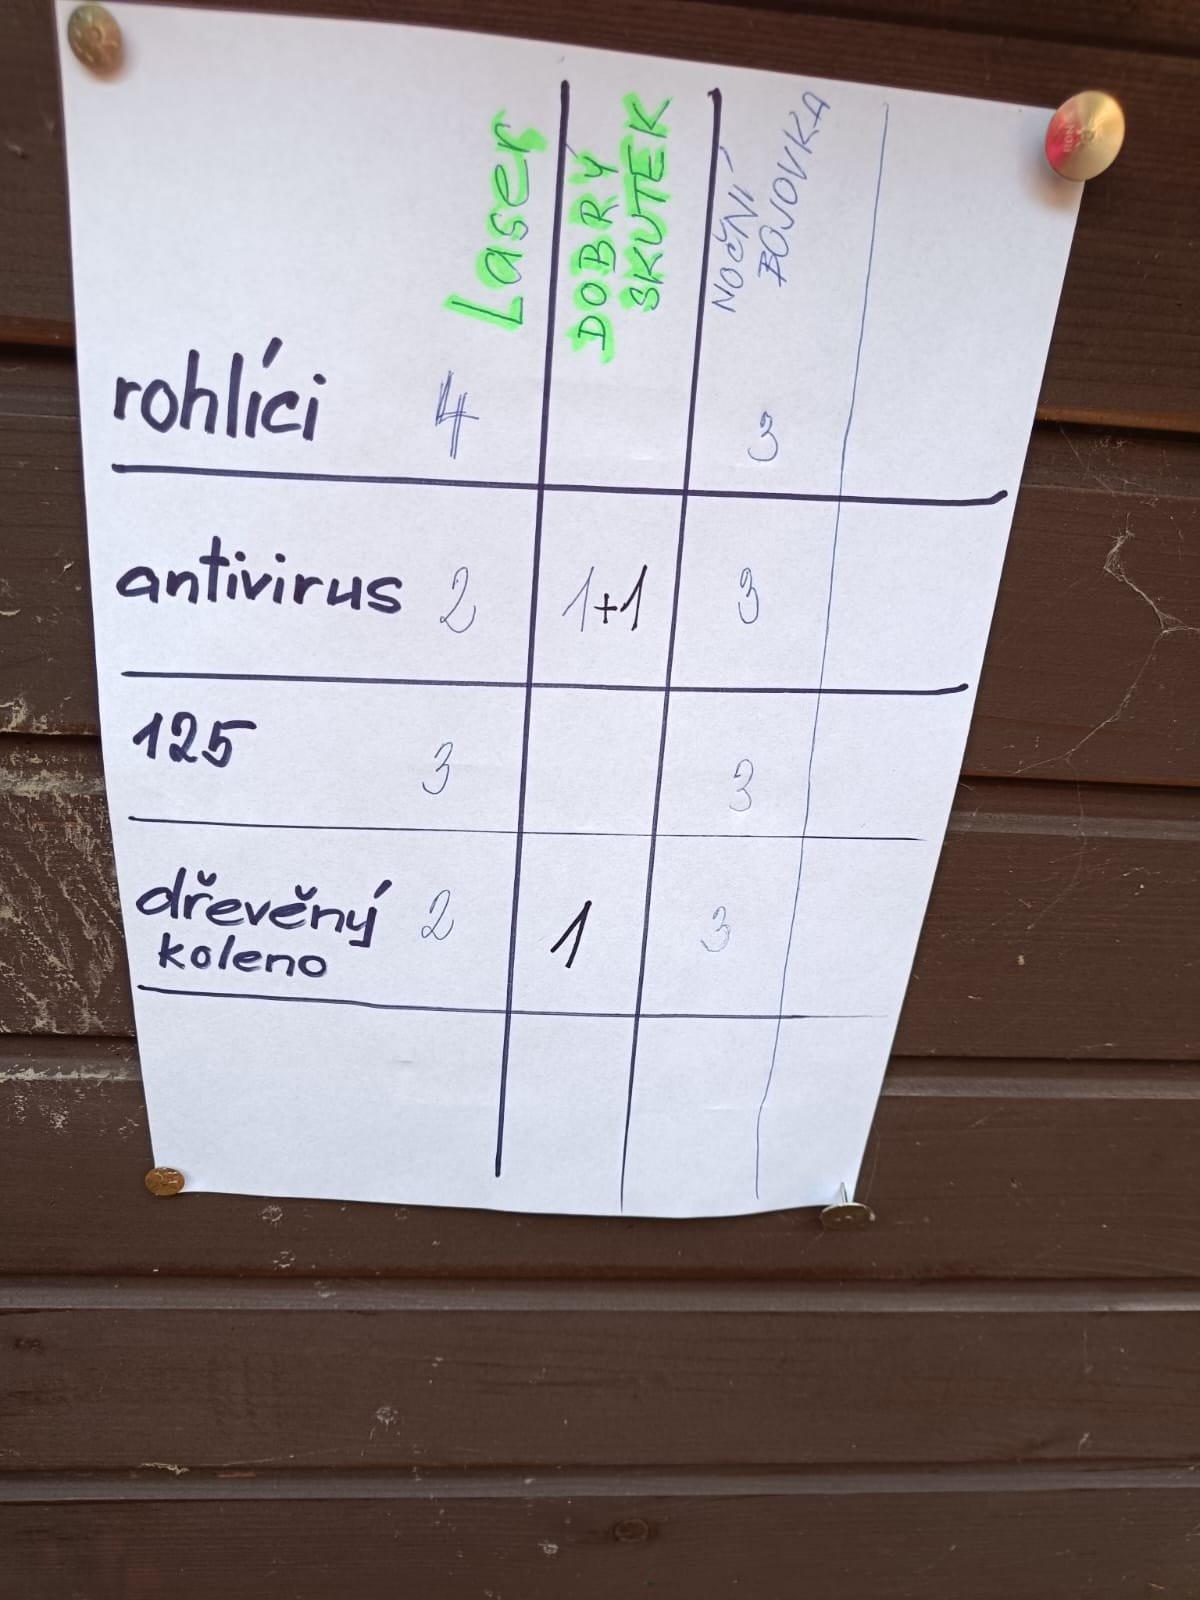 Laser
DOBRÝ
SKUTEK
NOČNÍ
BOJOVKA
rohlíci 4 3
antivirus 2 1+1 3
125 3 3
dřevěný 2 1 3
koleno